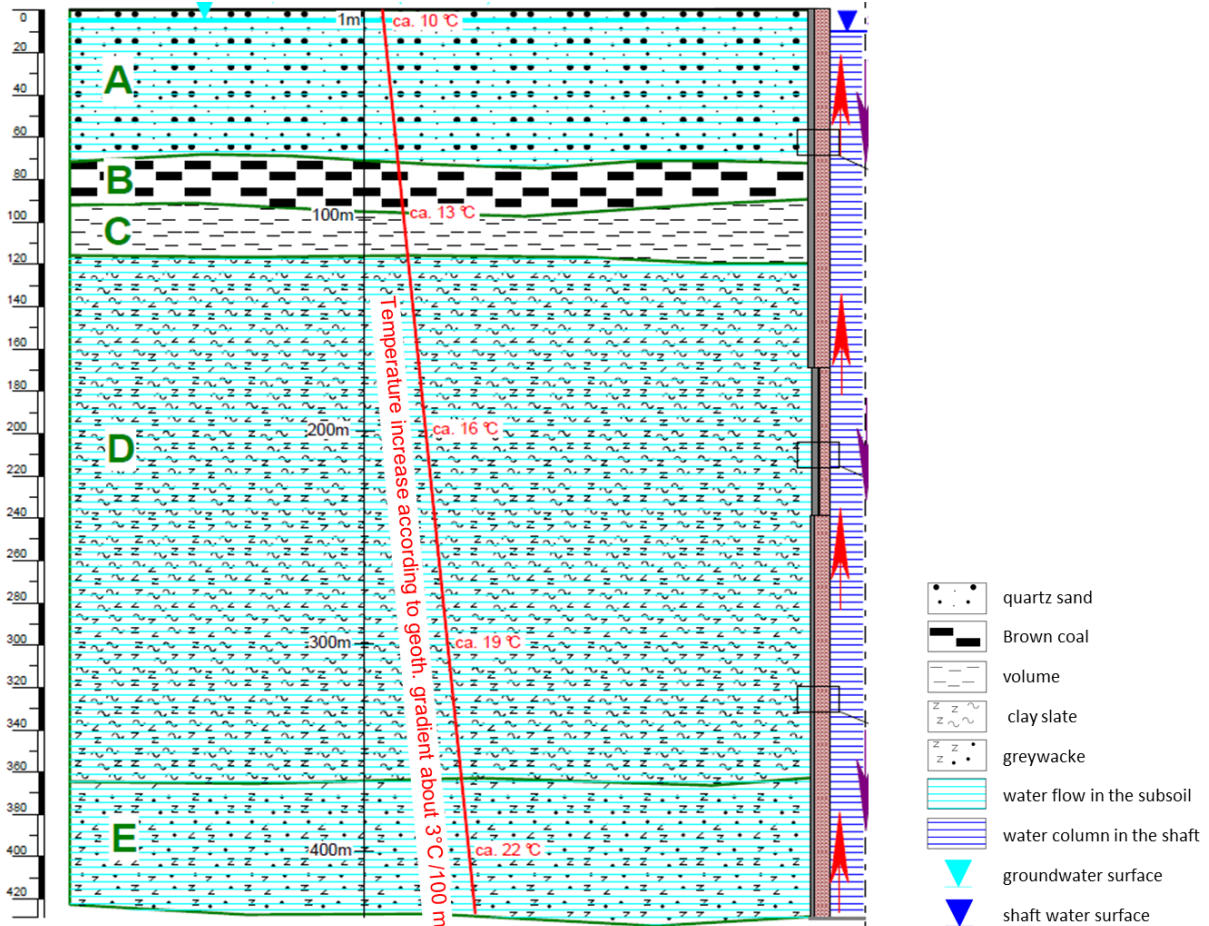 0
20
40
60
80
100
120
140
160
180
200
220
240
260
280
300
320
340
360
380
400
420
A
B
C
D
E
1m
ca. 10 °C
100m
ca. 13 °C
200m
ca. 16 °C
300m
ca. 19 °C
400m
ca. 22 °C
Temperature increase according to geoth. gradient about 3°C /100 m
quartz sand
Brown coal
volume
clay slate
greywacke
water flow in the subsoil
water column in the shaft
groundwater surface
shaft water surface